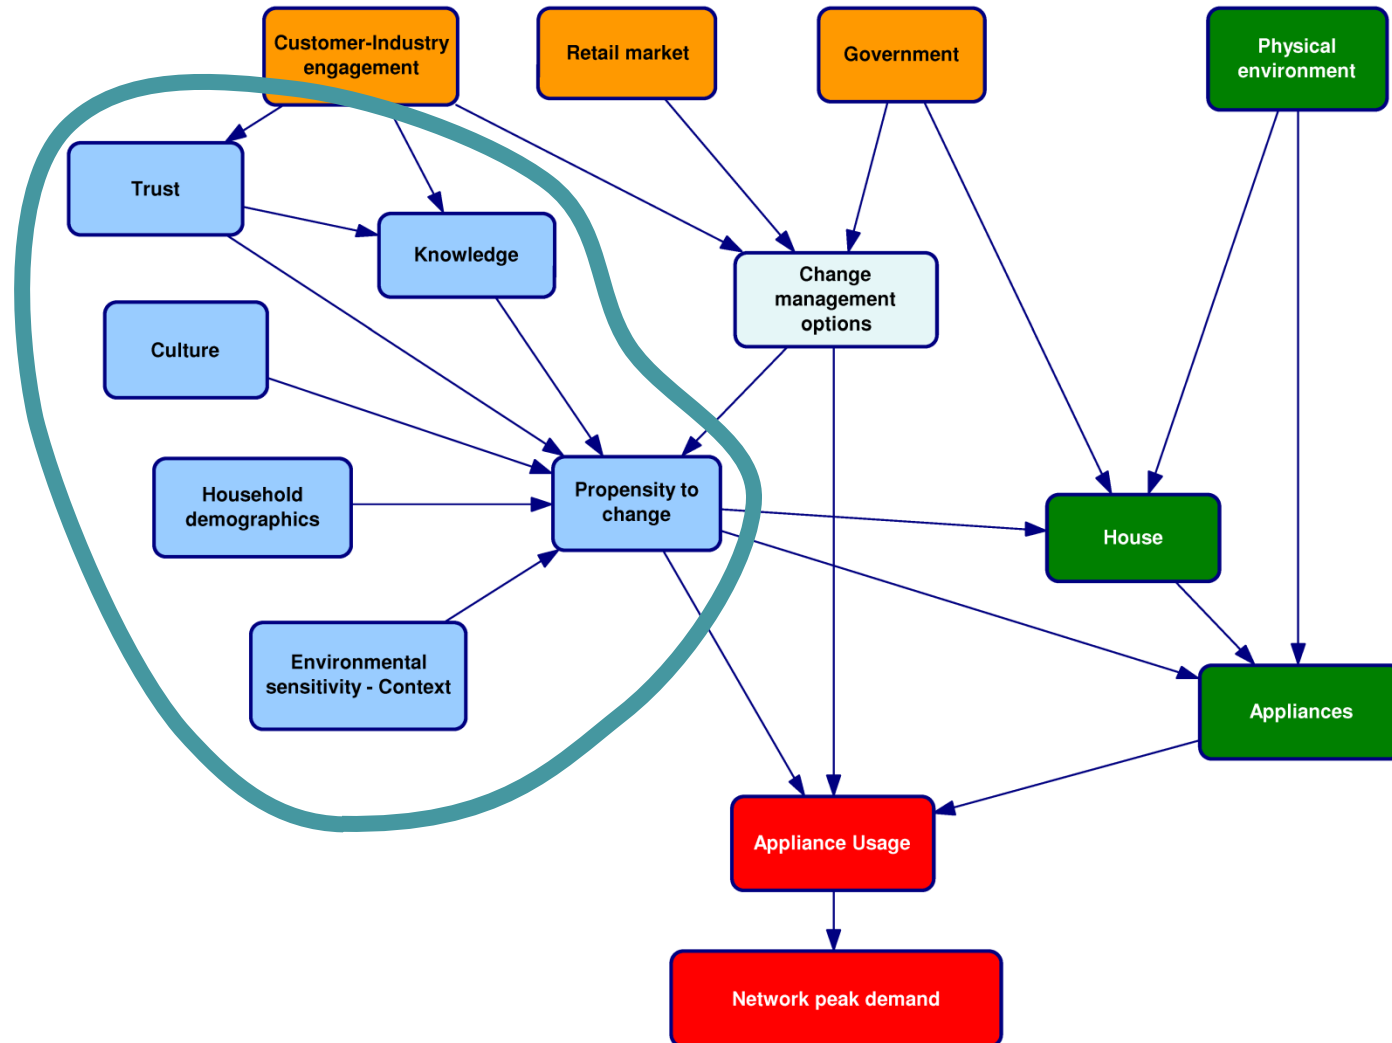 Customer-Industry
engagement
Retail market
Government
Physical
environment
Trust
Knowledge
Change
management
options
Culture
Household
demographics
Propensity to
change
House
Environmental
sensitivity - Context
Appliances
Appliance Usage
Network peak demand